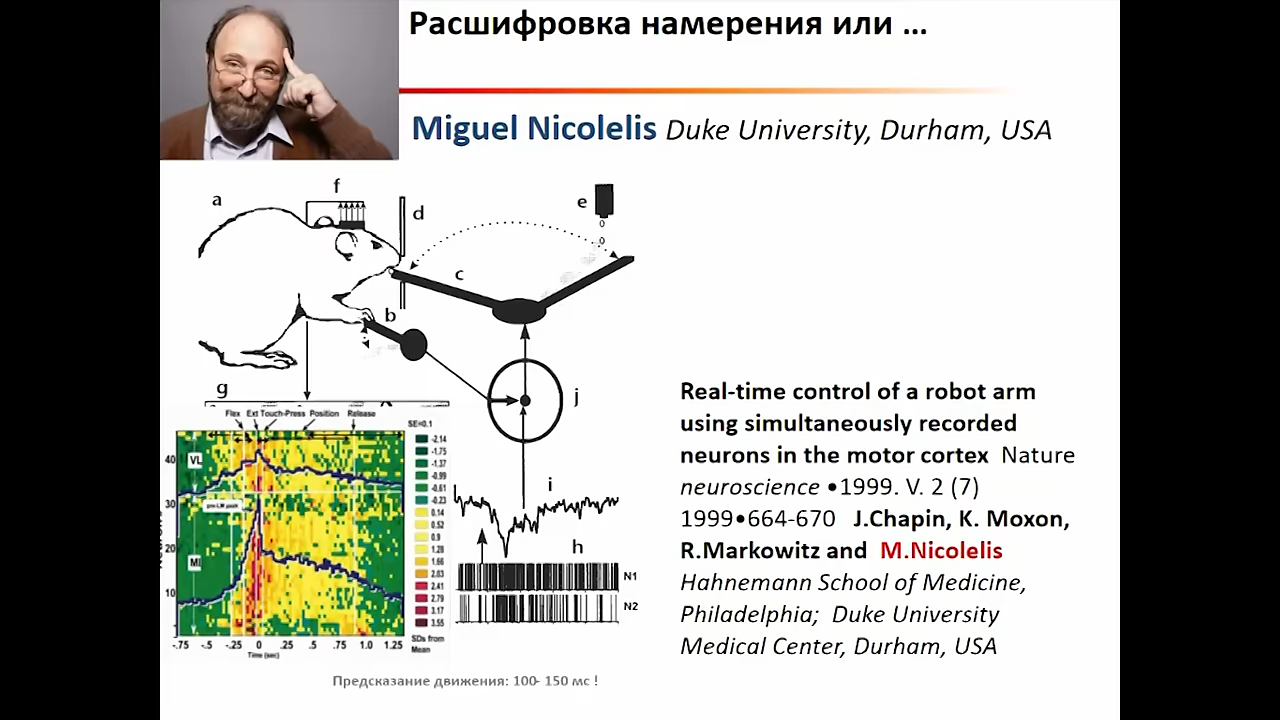 Расшифровка намерения или ...
Miguel Nicolelis Duke University, Durham, USA
a
f
d
e
c
b
g
j
Flex Ext Touch-Press Position Release
SE=0.1
40
VL
30
20
MI
10
-2.14
-1.75
-1.37
-0.99
-0.61
-0.23
0.14
0.52
0.9
1.28
1.66
2.03
2.41
2.79
3.17
3.55
SDs from
Mean
-.75 -.5 -.25 0 .25 .5 .75 1.0 1.25
Time (sec)
i
h
N1
N2
Real-time control of a robot arm
using simultaneously recorded
neurons in the motor cortex Nature
neuroscience •1999. V. 2 (7)
1999•664-670 J.Chapin, K. Moxon,
R.Markowitz and M.Nicolelis
Hahnemann School of Medicine,
Philadelphia; Duke University
Medical Center, Durham, USA
Предсказание движения: 100- 150 мс !